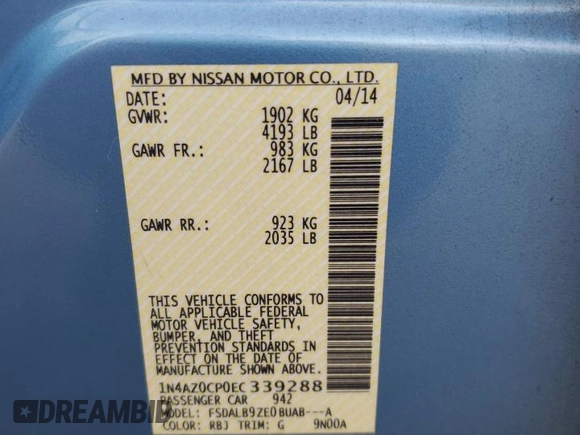 MFD BY NISSAN MOTOR CO., LTD.
DATE: 04/14
GVWR: 1902 KG
4193 LB
GAWR FR.: 983 KG
2167 LB
GAWR RR.: 923 KG
2035 LB
THIS VEHICLE CONFORMS TO
ALL APPLICABLE FEDERAL
MOTOR VEHICLE SAFETY,
BUMPER, AND THEFT
PREVENTION STANDARDS IN
EFFECT ON THE DATE OF
MANUFACTURE SHOWN ABOVE.
1N4AZ0CP0EC339288
PASSENGER CAR 942
MODEL: FSDALB9ZE0BUAB---A
COLOR: RBJ TRIM: G 9N00A
AUTOBIDCAR